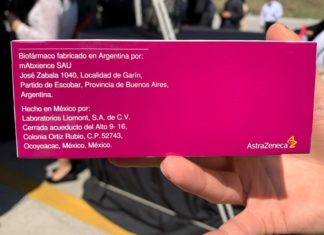 Biofármaco fabricado en Argentina por:
mAbxience SAU
José Zabala 1040, Localidad de Garín,
Partido de Escobar, Provincia de Buenos Aires,
Argentina.
Hecho en México por:
Laboratorios Liomont, S.A. de C.V.
Cerrada acueducto del Alto 9- 16,
Colonia Ortiz Rubio, C.P. 52743,
Ocoyoacac, México, México.
AstraZeneca